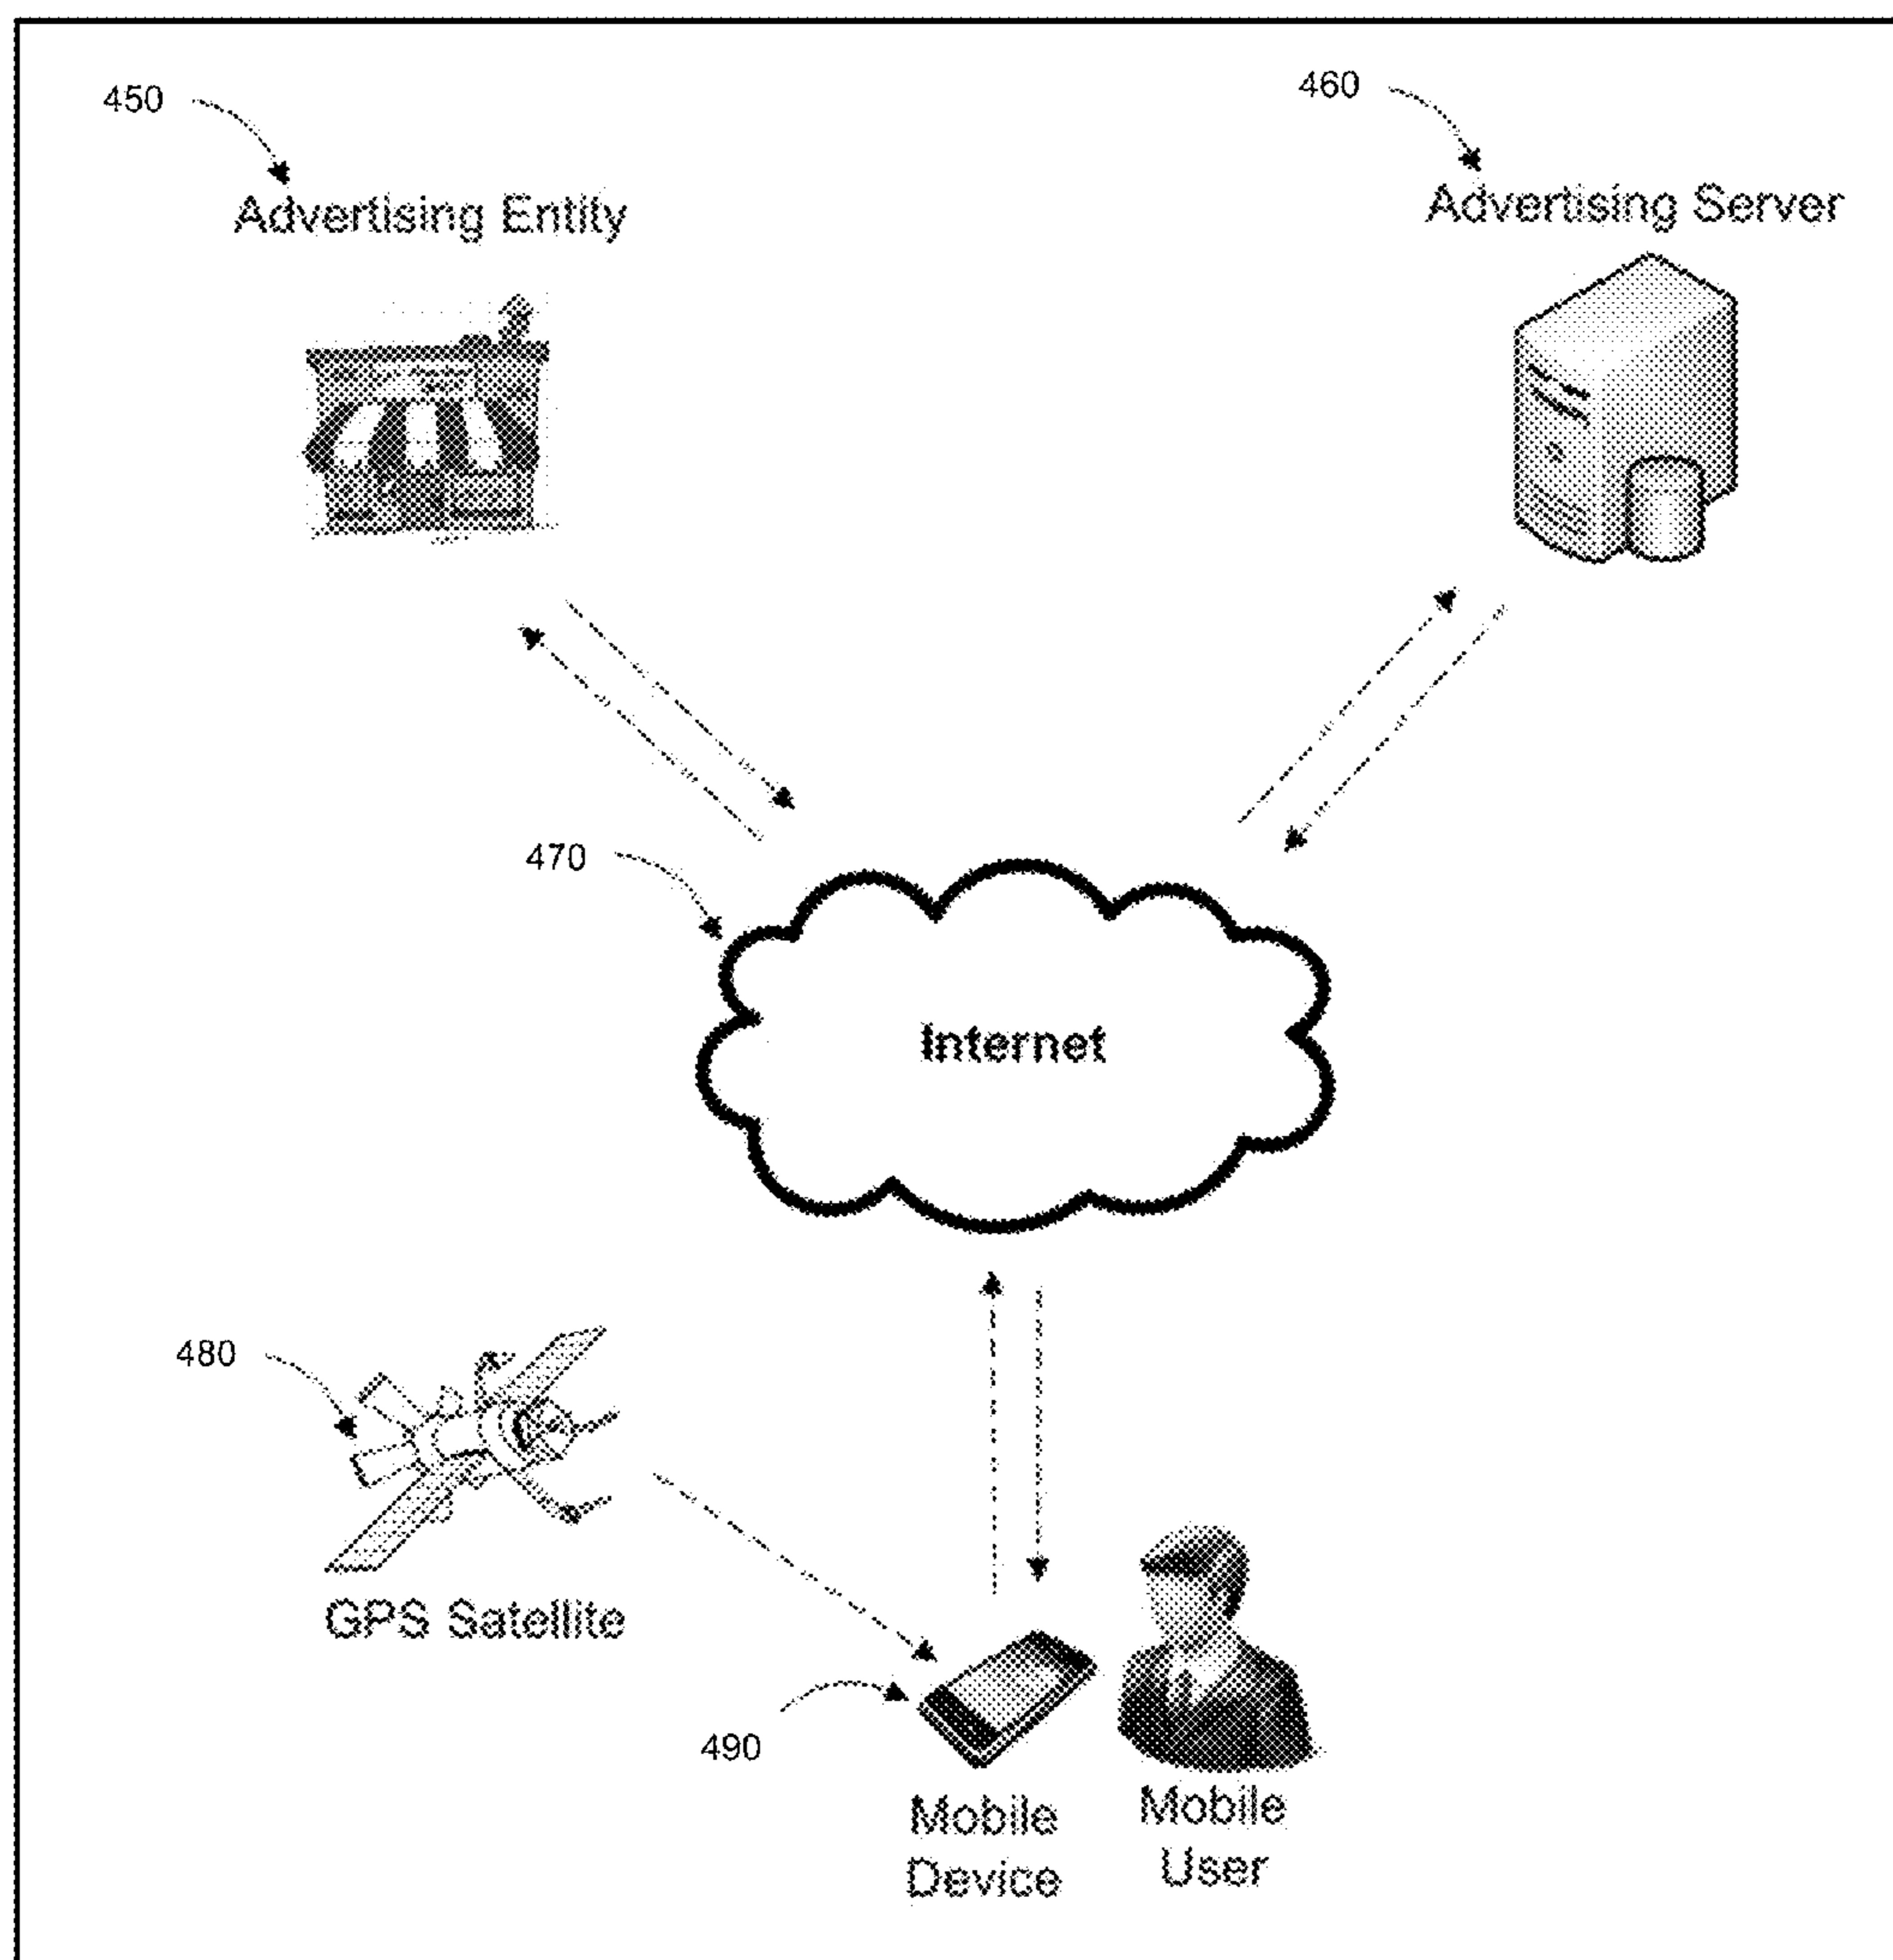 450
460
Advertising Entity
Advertising Server
470
Internet
480
GPS Satellite
490
Mobile
Device
Mobile
User